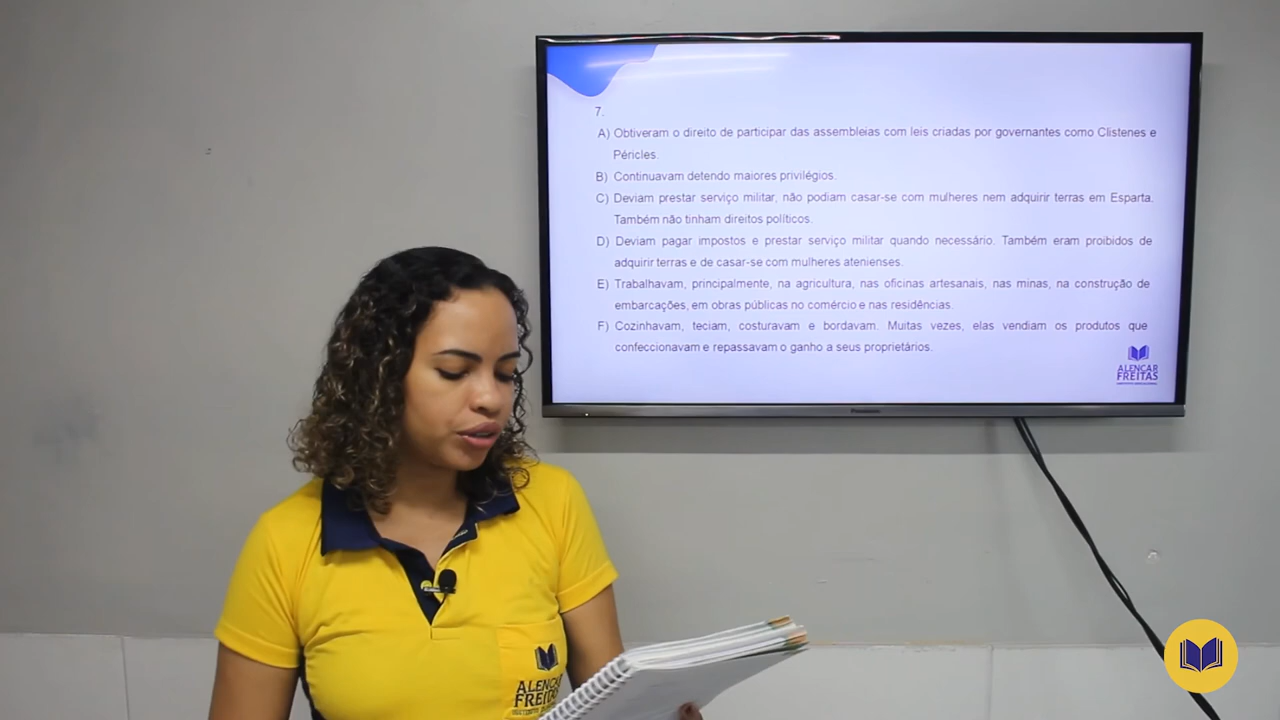 7.
A) Obtiveram o direito de participar das assembleias com leis criadas por governantes como Clistenes e
Péricles.
B) Continuavam detendo maiores privilégios.
C) Deviam prestar serviço militar, não podiam casar-se com mulheres nem adquirir terras em Esparta.
Também não tinham direitos políticos.
D) Deviam pagar impostos e prestar serviço militar quando necessário. Também eram proibidos de
adquirir terras e de casar-se com mulheres atenienses.
E) Trabalhavam, principalmente, na agricultura, nas oficinas artesanais, nas minas, na construção de
embarcações, em obras públicas no comércio e nas residências.
F) Cozinhavam, teciam, costuravam e bordavam. Muitas vezes, elas vendiam os produtos que
confeccionavam e repassavam o ganho a seus proprietários.
ALENCAR
FREITAS
Panasonic
ALENCA
FREITA